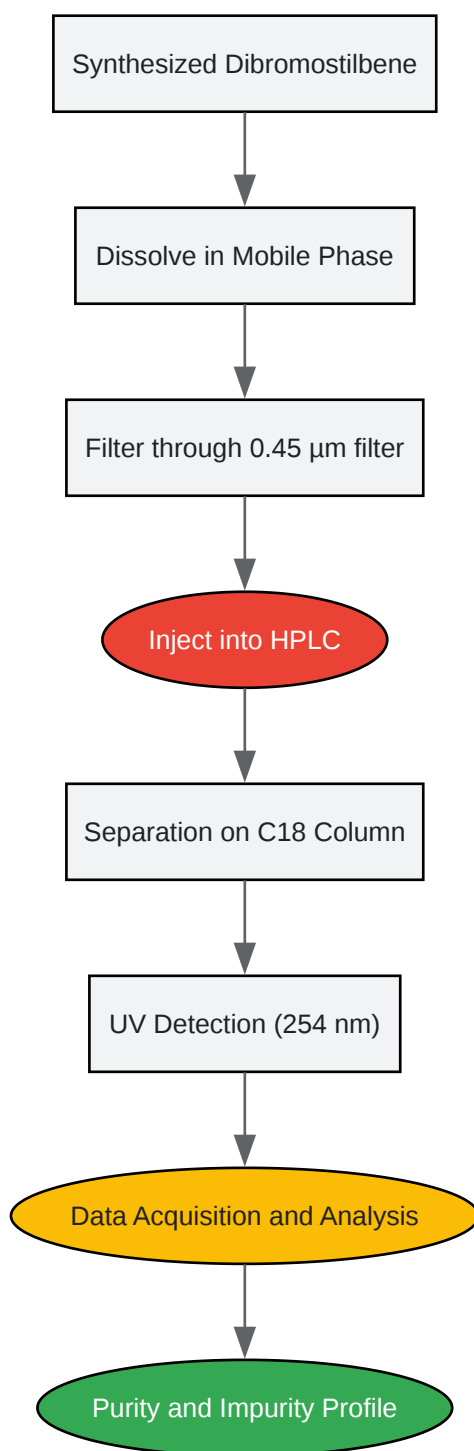 Synthesized Dibromostilbene
Dissolve in Mobile Phase
Filter through 0.45 µm filter
Inject into HPLC
Separation on C18 Column
UV Detection (254 nm)
Data Acquisition and Analysis
Purity and Impurity Profile